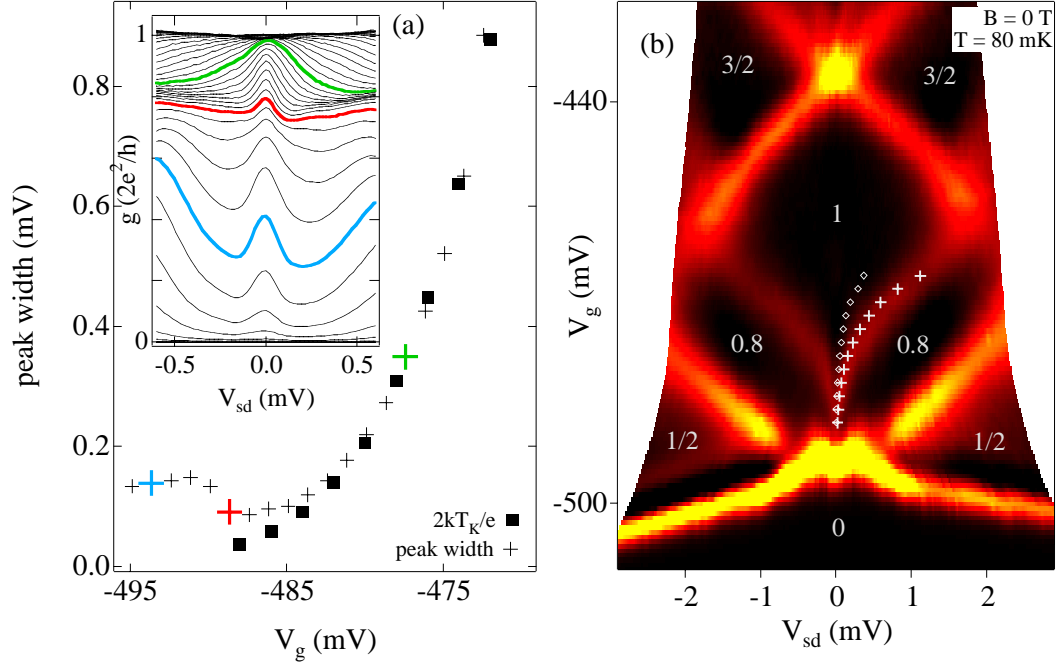 (a)
peak width (mV)
0.8
0.6
0.4
0.2
0.0
-495
-485
-475
V_g (mV)
g (2e²/h)
1
0
-0.5
0.0
0.5
V_sd (mV)
2kT_K/e ■
peak width +
(b)
B = 0 T
T = 80 mK
V_g (mV)
-440
-500
3/2
3/2
1
0.8
0.8
1/2
1/2
0
-2
-1
0
1
2
V_sd (mV)